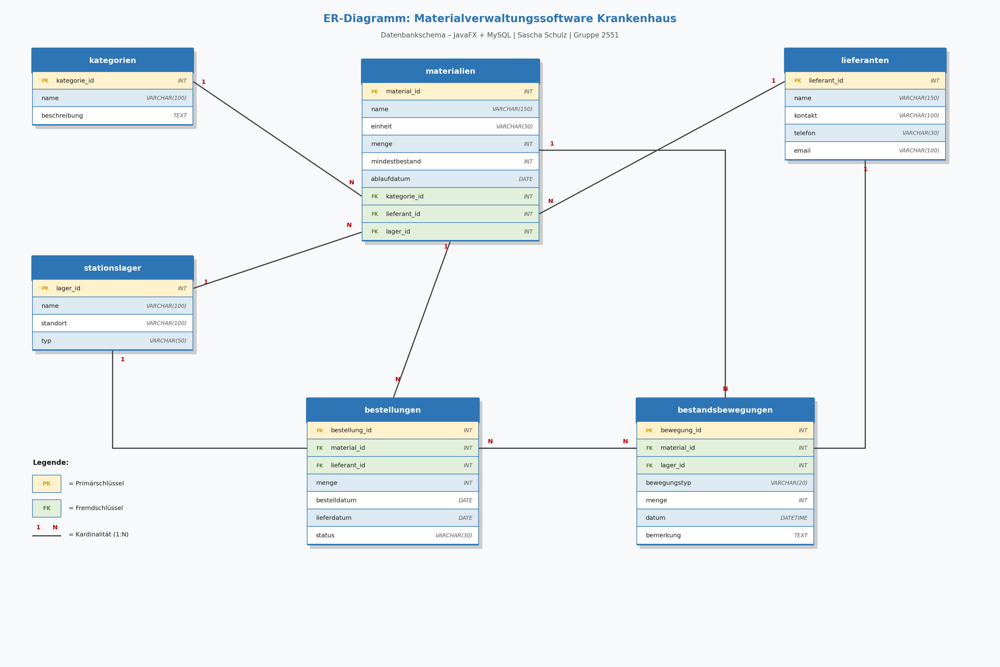 ER-Diagramm: Materialverwaltungssoftware Krankenhaus
Datenbankschema – JavaFX + MySQL | Sascha Schulz | Gruppe 2551
kategorien
PK kategorie_id INT
name VARCHAR(100)
beschreibung TEXT
1
materialien
PK material_id INT
name VARCHAR(150)
einheit VARCHAR(30)
menge INT
mindestbestand INT
ablaufdatum DATE
FK kategorie_id INT
FK lieferant_id INT
FK lager_id INT
N
N
1
N
1
lieferanten
PK lieferant_id INT
name VARCHAR(150)
kontakt VARCHAR(100)
telefon VARCHAR(30)
email VARCHAR(100)
1
1
stationslager
PK lager_id INT
name VARCHAR(100)
standort VARCHAR(100)
typ VARCHAR(50)
1
1
N
bestellungen
PK bestellung_id INT
FK material_id INT
FK lieferant_id INT
menge INT
bestelldatum DATE
lieferdatum DATE
status VARCHAR(30)
N
N
N
bestandsbewegungen
PK bewegung_id INT
FK material_id INT
FK lager_id INT
bewegungstyp VARCHAR(20)
menge INT
datum DATETIME
bemerkung TEXT
Legende:
PK = Primärschlüssel
FK = Fremdschlüssel
1 N = Kardinalität (1:N)